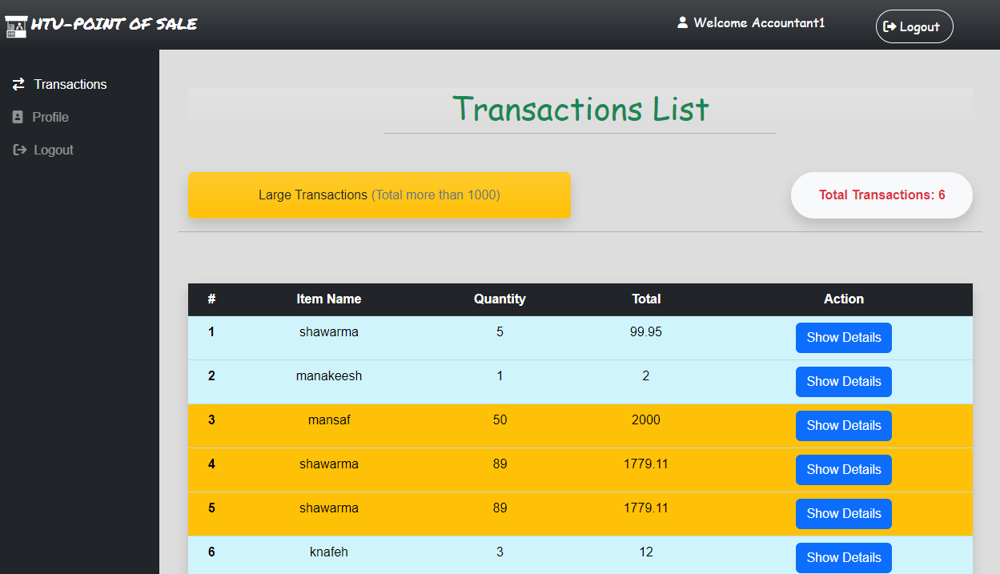 HTU-POINT OF SALE
Welcome Accountant1
Logout
Transactions
Profile
Logout
Transactions List
Large Transactions (Total more than 1000)
Total Transactions: 6
# Item Name Quantity Total Action
1 shawarma 5 99.95 Show Details
2 manakeesh 1 2 Show Details
3 mansaf 50 2000 Show Details
4 shawarma 89 1779.11 Show Details
5 shawarma 89 1779.11 Show Details
6 knafeh 3 12 Show Details